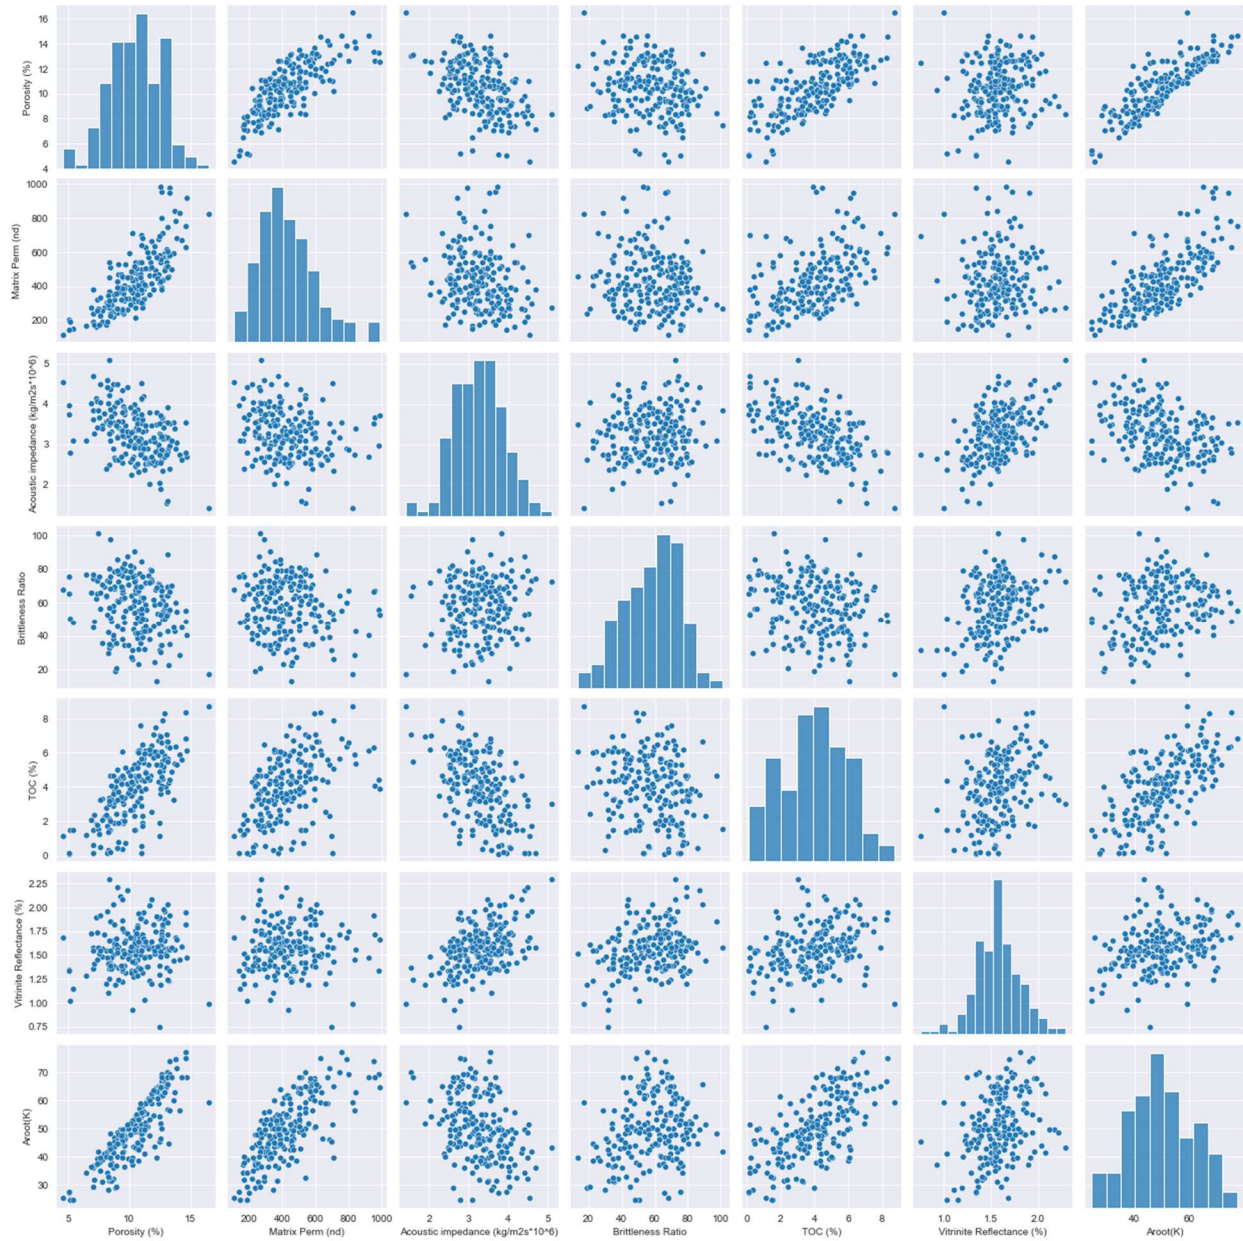 16
14
12
10
8
6
4
Porosity (%)
1000
800
600
400
200
Matrix Perm (nd)
5
4
3
2
Acoustic impedance (kg/m2s*10^6)
100
80
60
40
20
Brittleness Ratio
8
6
4
2
0
TOC (%)
2.25
2.00
1.75
1.50
1.25
1.00
0.75
Vitrinite Reflectance (%)
70
60
50
40
30
Aroot(K)
5 10 15
200 400 600 800 1000
2 3 4 5
20 40 60 80 100
0 2 4 6 8
1.0 1.5 2.0
40 60
Porosity (%)
Matrix Perm (nd)
Acoustic impedance (kg/m2s*10^6)
Brittleness Ratio
TOC (%)
Vitrinite Reflectance (%)
Aroot(K)